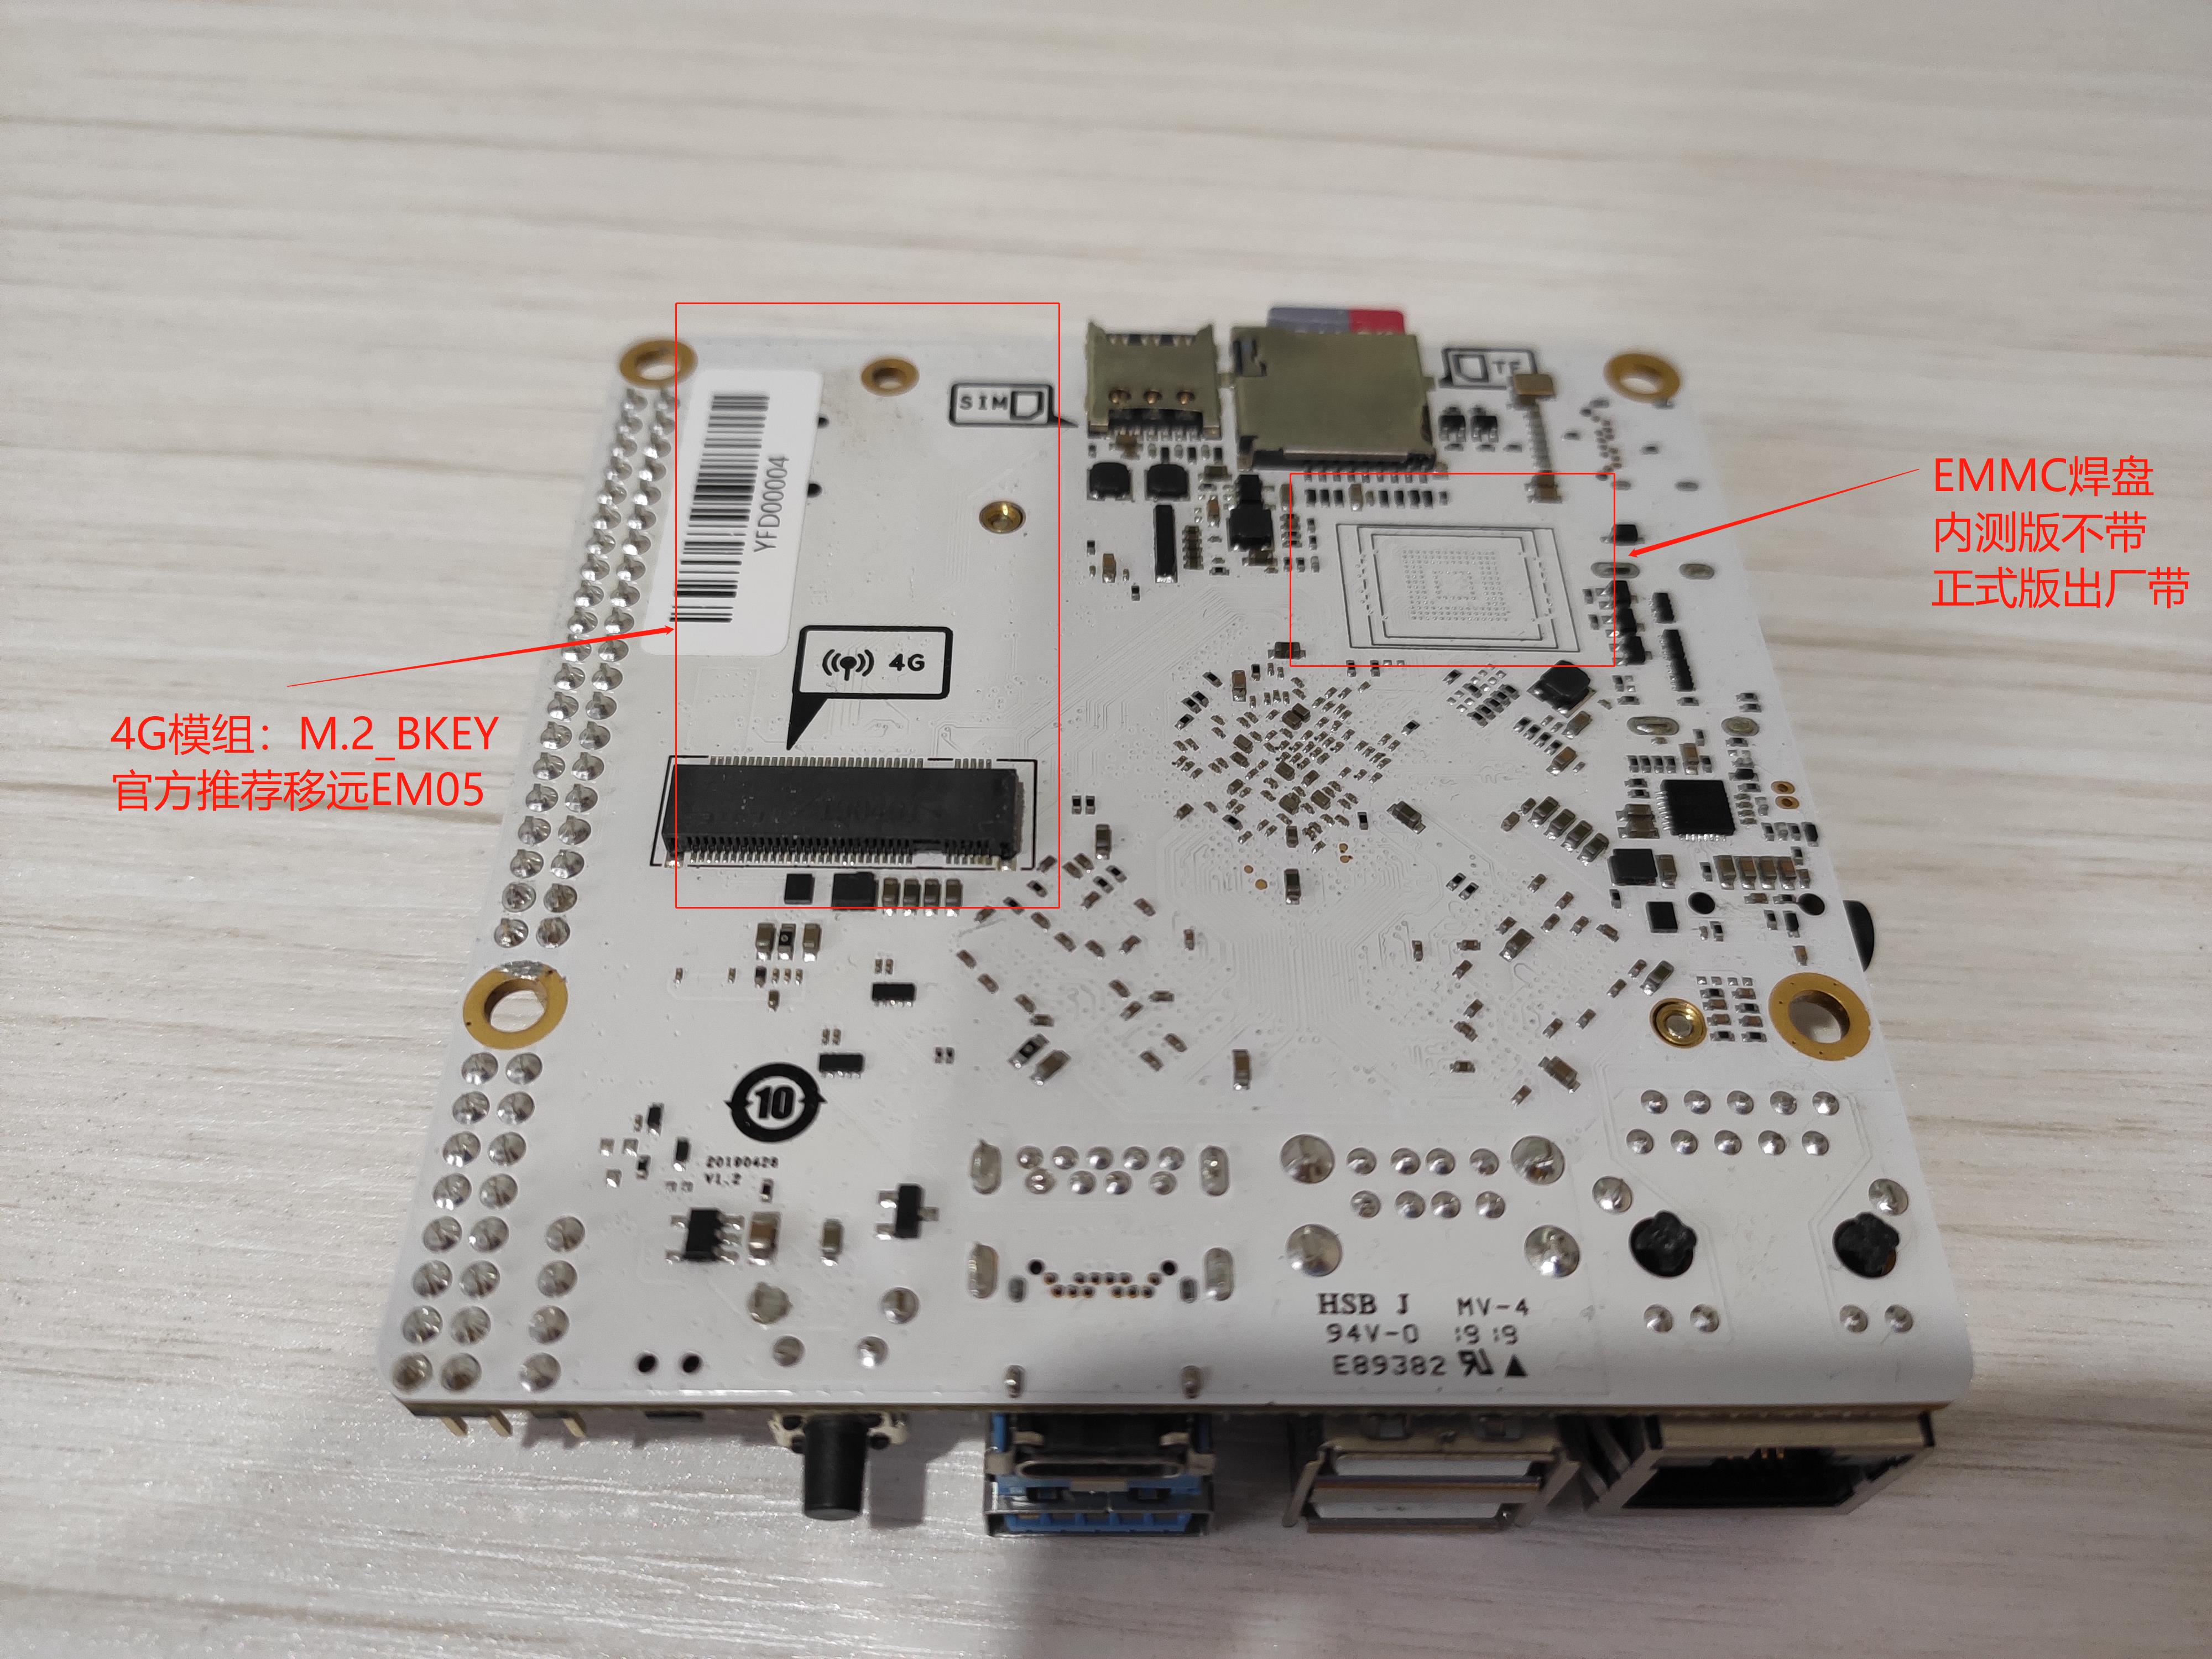 SIM
TF
YFD00004
4G
EMMC焊盘
内测版不带
正式版出厂带
4G模组：M.2_BKEY
官方推荐移远EM05
10
20190428
V1.2
HSB J MV-4
94V-0 1919
E89382